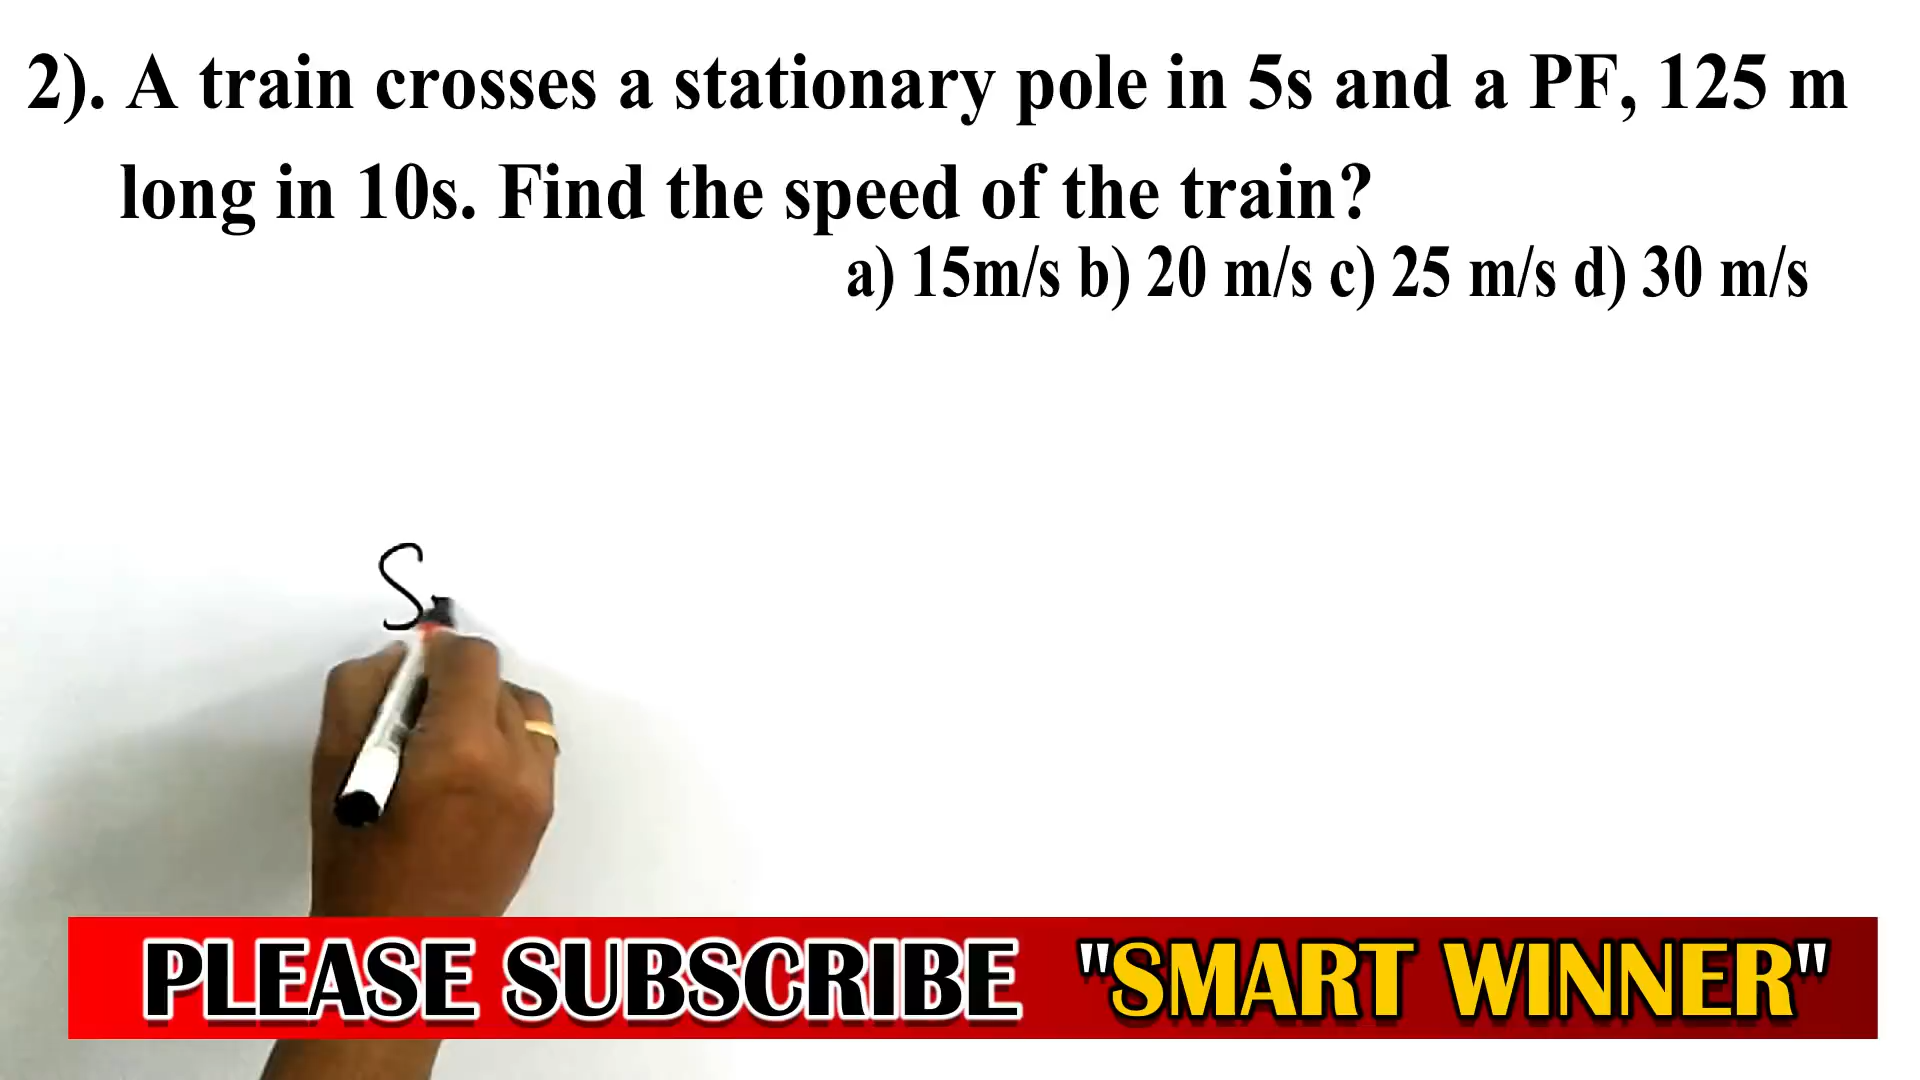 2). A train crosses a stationary pole in 5s and a PF, 125 m
long in 10s. Find the speed of the train?
a) 15m/s b) 20 m/s c) 25 m/s d) 30 m/s
S
PLEASE SUBSCRIBE "SMART WINNER"